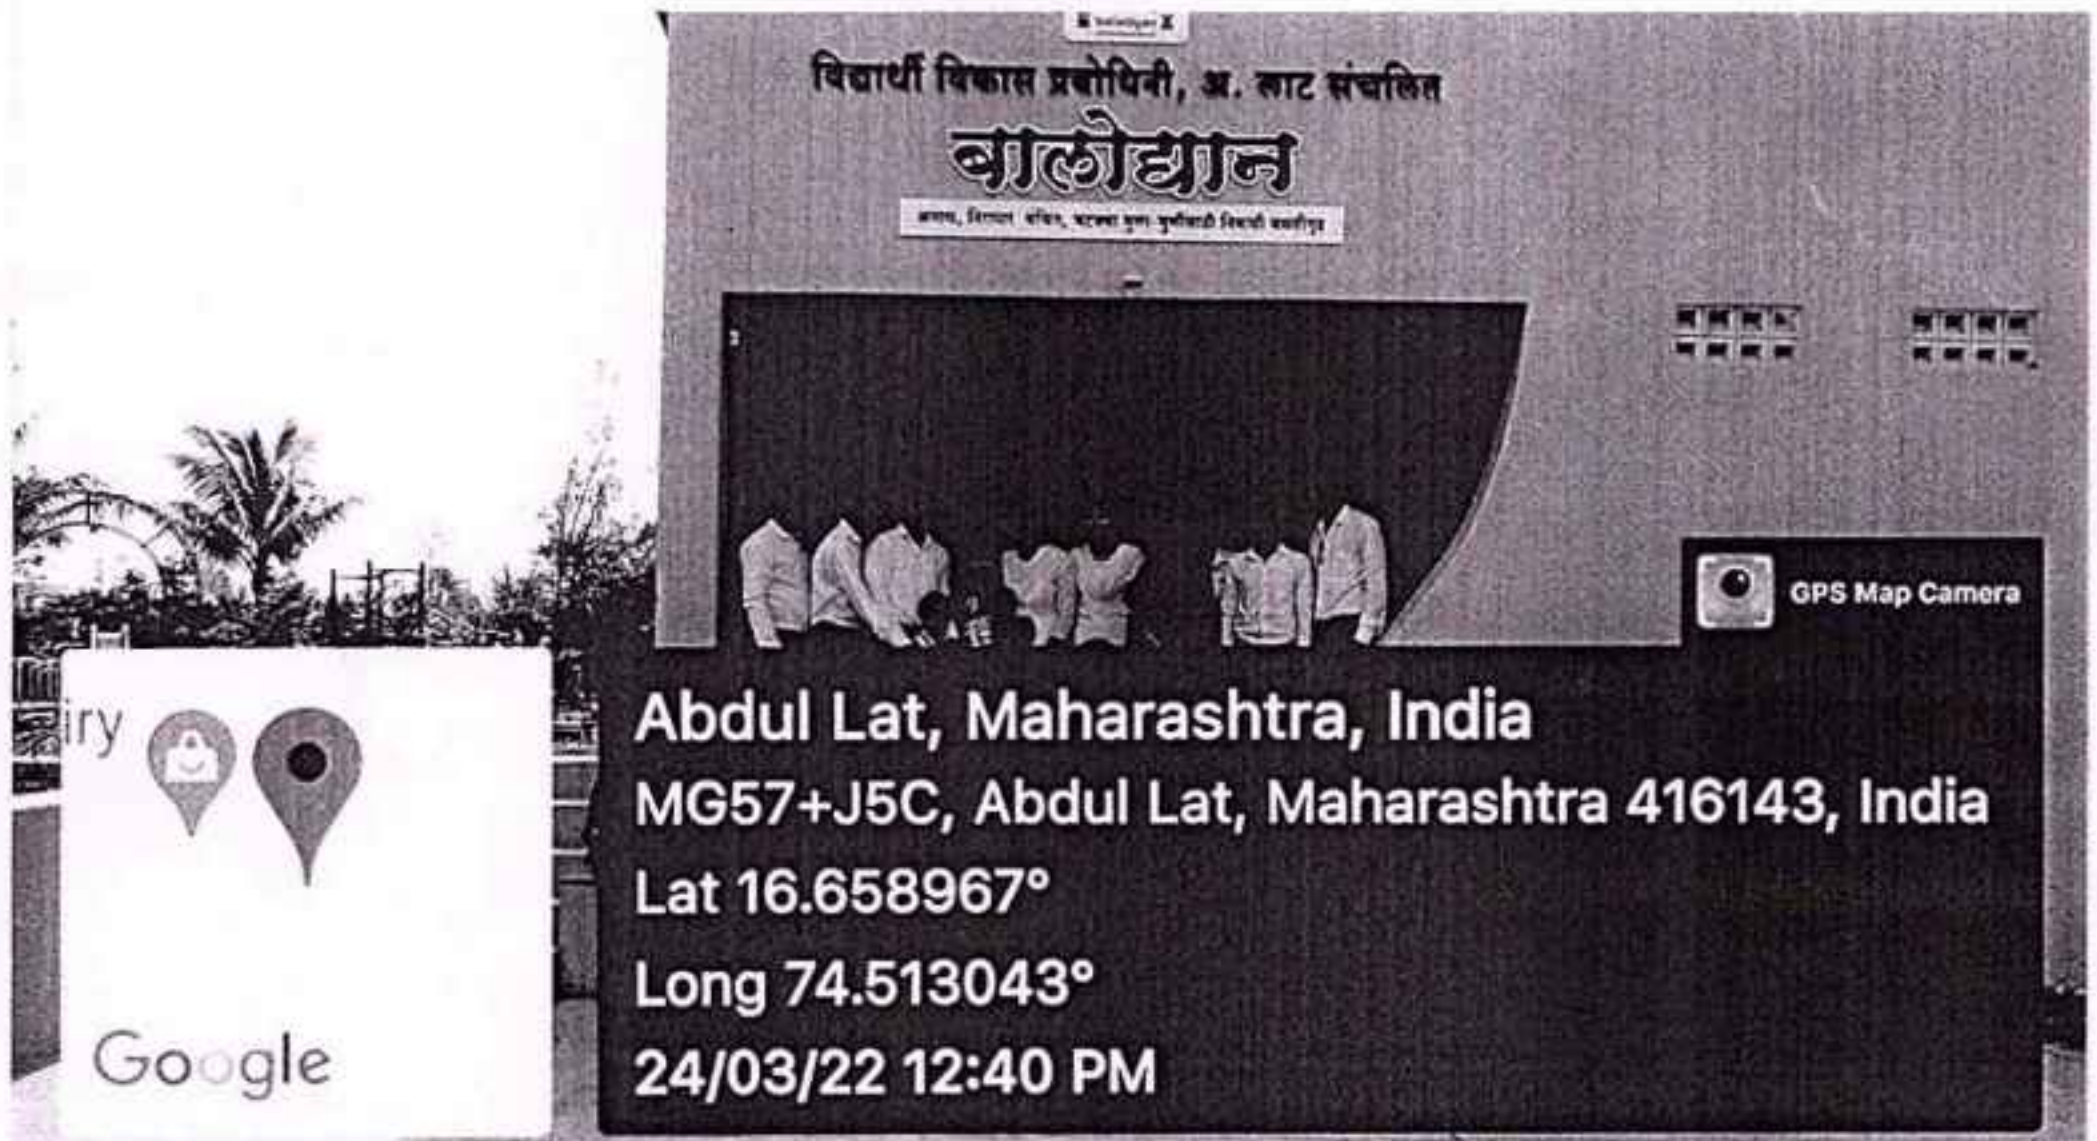 विद्यार्थी विकास प्रबोधिनी, अ. लाट संचलित
बालोद्यान
GPS Map Camera
iry
Google
Abdul Lat, Maharashtra, India
MG57+J5C, Abdul Lat, Maharashtra 416143, India
Lat 16.658967°
Long 74.513043°
24/03/22 12:40 PM